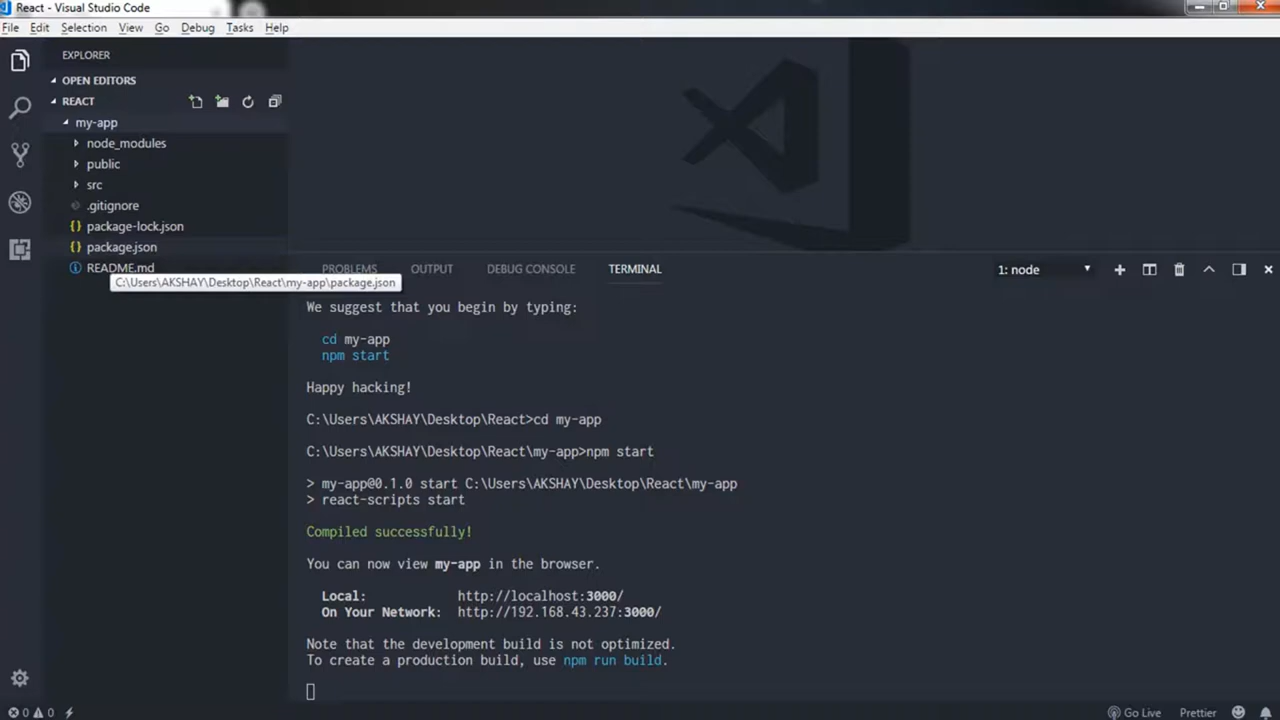 React - Visual Studio Code
File Edit Selection View Go Debug Tasks Help
EXPLORER
OPEN EDITORS
REACT
my-app
node_modules
public
src
.gitignore
package-lock.json
package.json
README.md
C:\Users\AKSHAY\Desktop\React\my-app\package.json
PROBLEMS OUTPUT DEBUG CONSOLE TERMINAL 1: node
We suggest that you begin by typing:
cd my-app
npm start
Happy hacking!
C:\Users\AKSHAY\Desktop\React>cd my-app
C:\Users\AKSHAY\Desktop\React\my-app>npm start
> my-app@0.1.0 start C:\Users\AKSHAY\Desktop\React\my-app
> react-scripts start
Compiled successfully!
You can now view my-app in the browser.
Local: http://localhost:3000/
On Your Network: http://192.168.43.237:3000/
Note that the development build is not optimized.
To create a production build, use npm run build.
0 0 Go Live Prettier